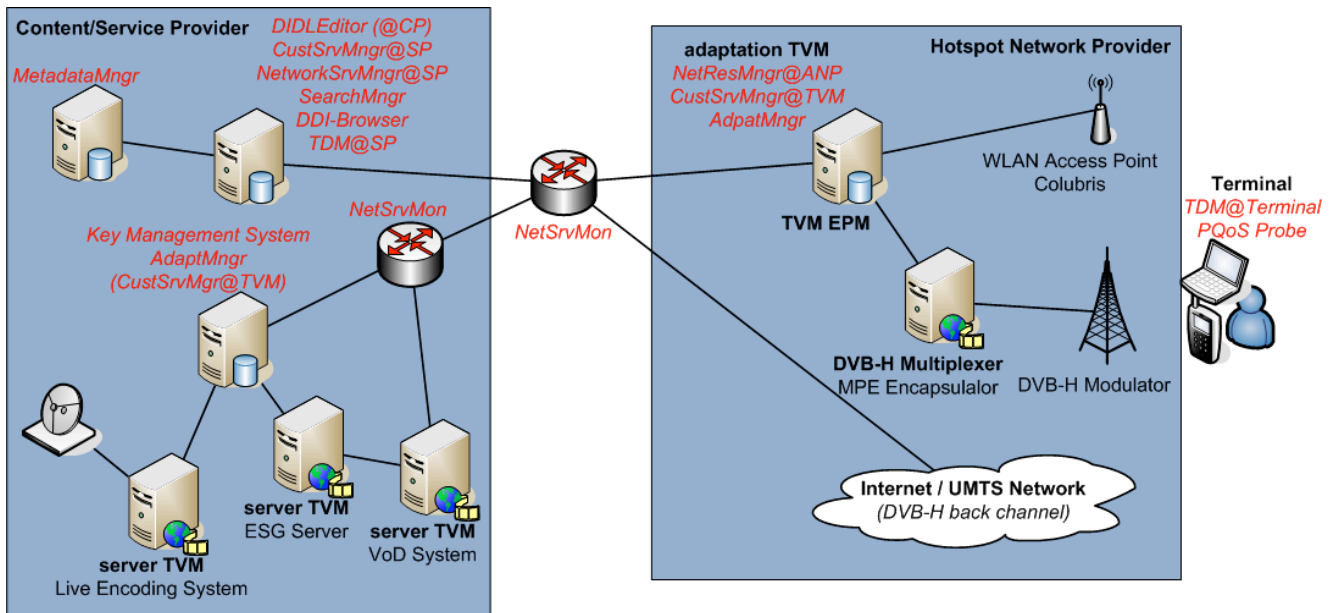 Content/Service Provider
DIDLEditor (@CP)
CustSrvMngr@SP
NetworkSrvMngr@SP
SearchMngr
DDI-Browser
TDM@SP
MetadataMngr
NetSrvMon
Key Management System
AdaptMngr
(CustSrvMgr@TVM)
server TVM
Live Encoding System
server TVM
ESG Server
server TVM
VoD System
NetSrvMon
adaptation TVM
NetResMngr@ANP
CustSrvMngr@TVM
AdpatMngr
Hotspot Network Provider
TVM EPM
WLAN Access Point
Colubris
DVB-H Multiplexer
MPE Encapsulalor
DVB-H Modulator
Internet / UMTS Network
(DVB-H back channel)
Terminal
TDM@Terminal
PQoS Probe